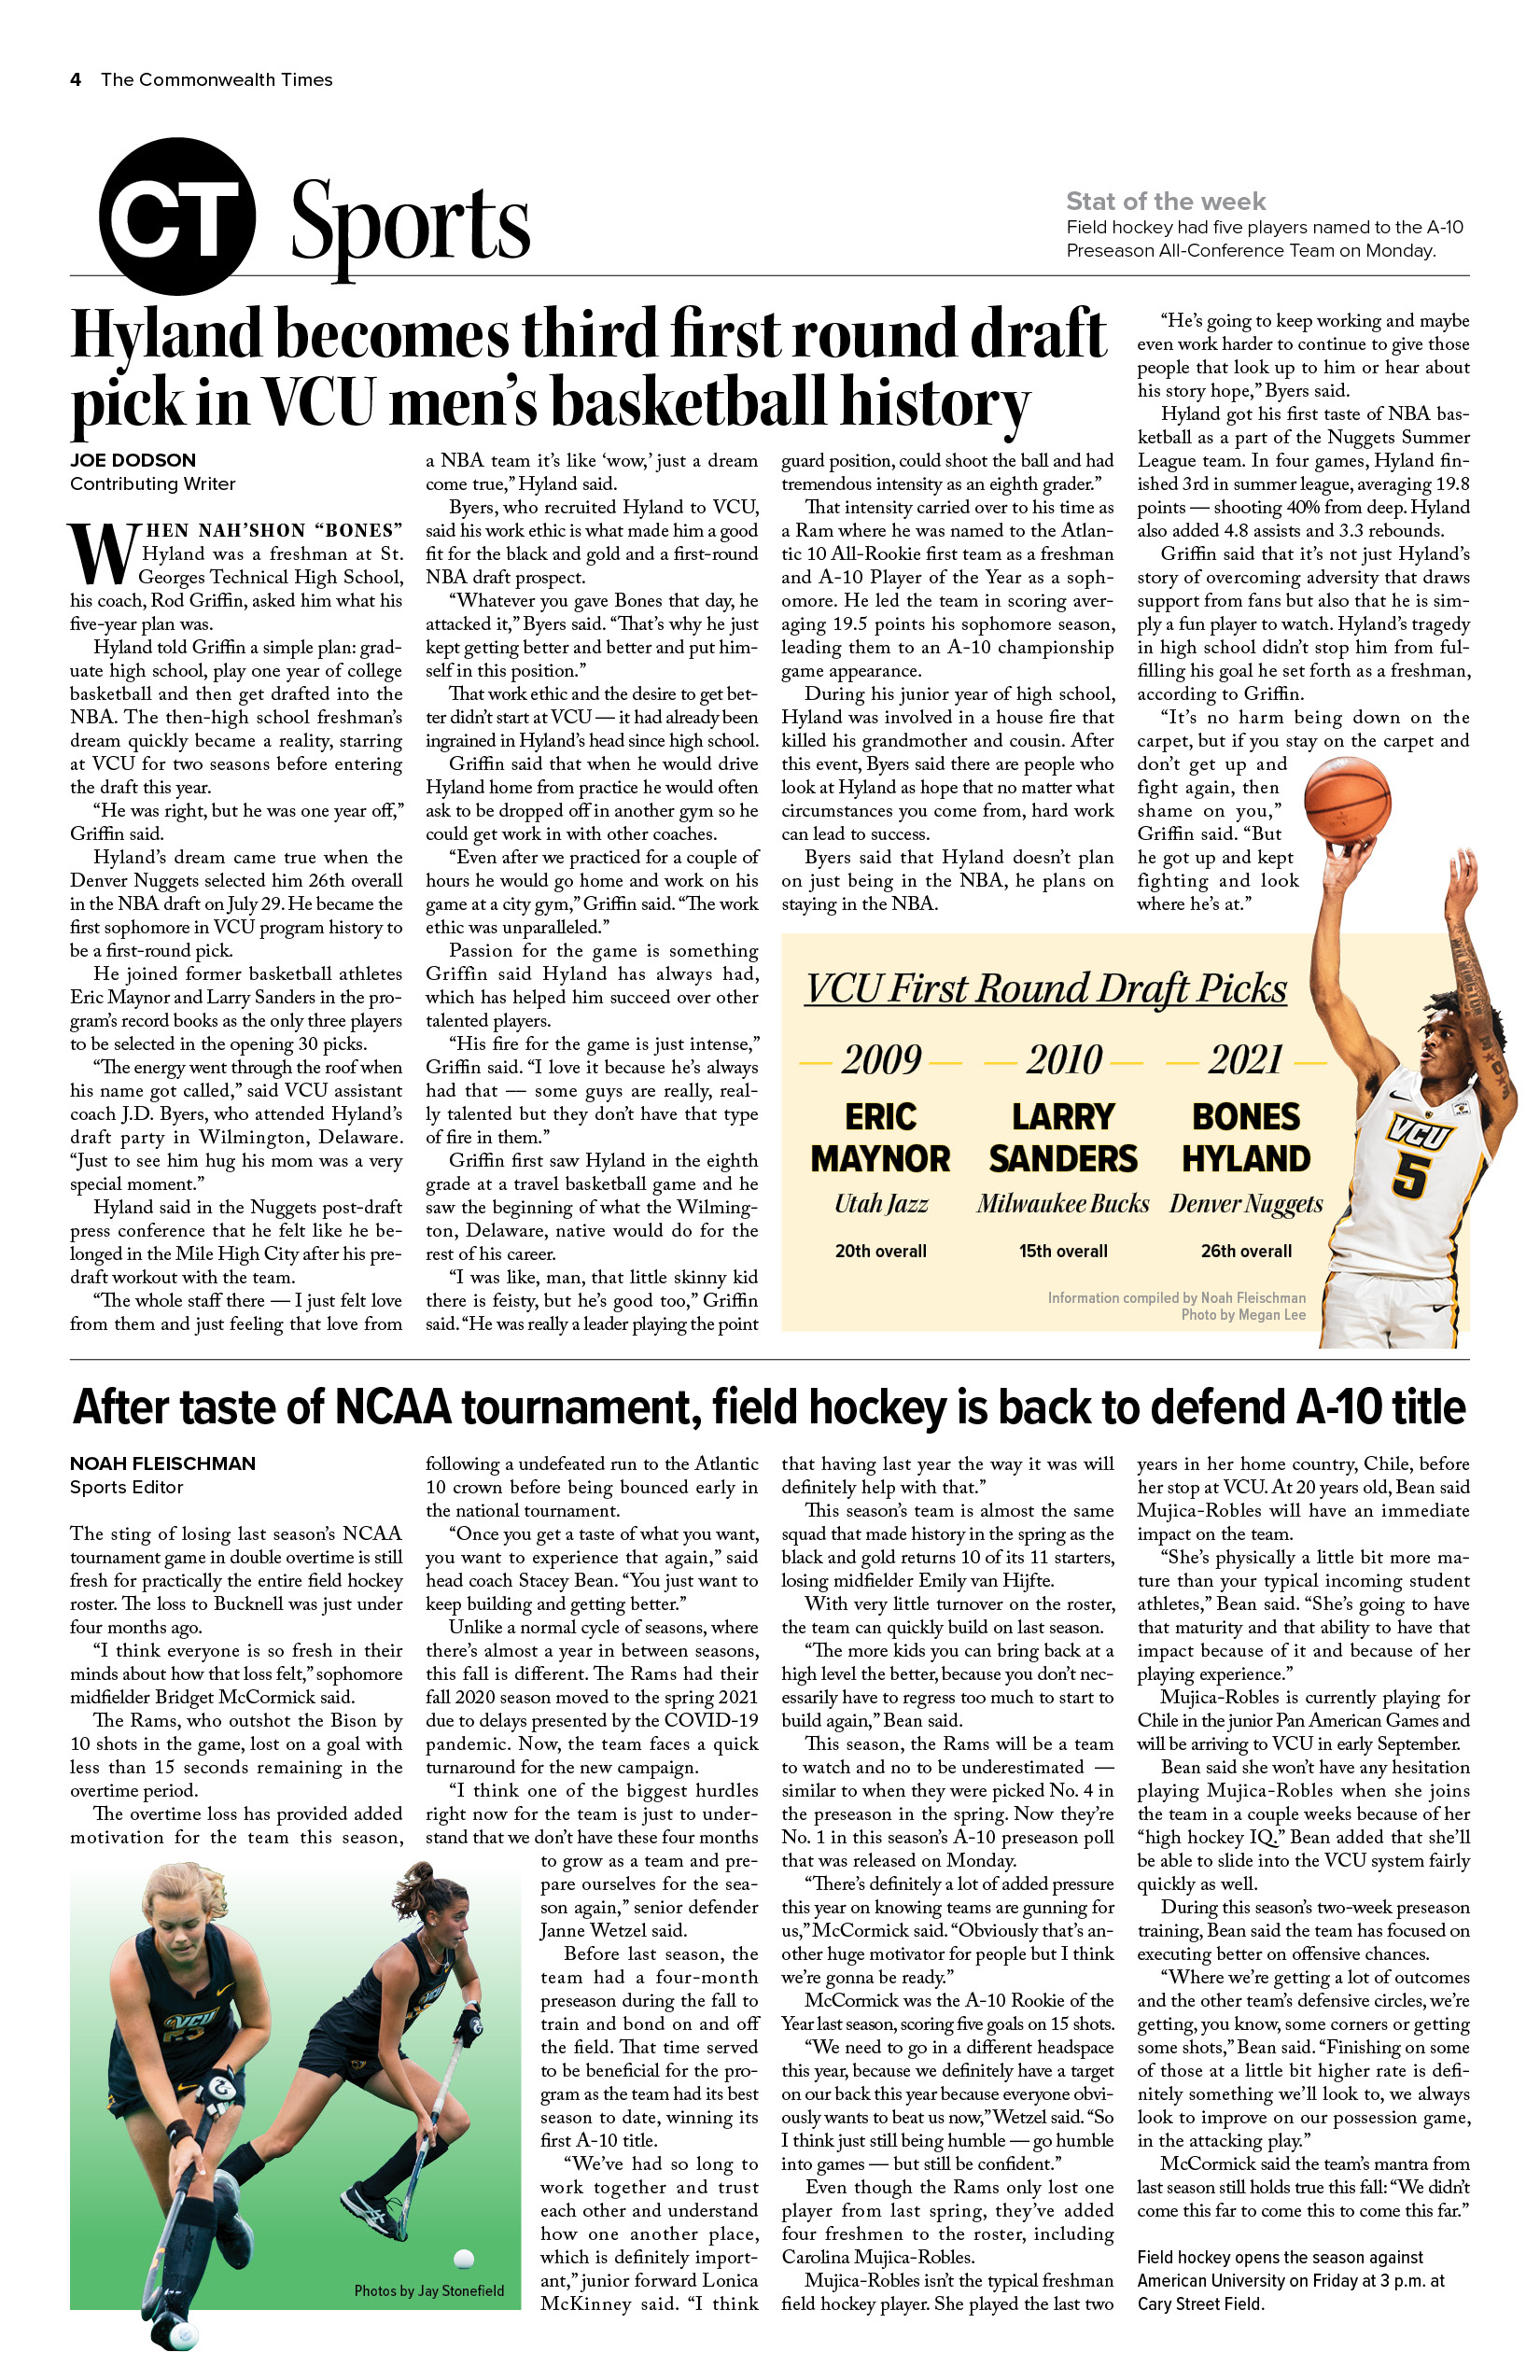 4 The Commonwealth Times
CT Sports
Stat of the week
Field hockey had five players named to the A-10
Preseason All-Conference Team on Monday.
Hyland becomes third first round draft
pick in VCU men’s basketball history
JOE DODSON
Contributing Writer
WHEN NAH’SHON “BONES”
Hyland was a freshman at St.
Georges Technical High School,
his coach, Rod Griffin, asked him what his
five-year plan was.
Hyland told Griffin a simple plan: grad-
uate high school, play one year of college
basketball and then get drafted into the
NBA. The then-high school freshman’s
dream quickly became a reality, starring
at VCU for two seasons before entering
the draft this year.
“He was right, but he was one year off,”
Griffin said.
Hyland’s dream came true when the
Denver Nuggets selected him 26th overall
in the NBA draft on July 29. He became the
first sophomore in VCU program history to
be a first-round pick.
He joined former basketball athletes
Eric Maynor and Larry Sanders in the pro-
gram’s record books as the only three players
to be selected in the opening 30 picks.
“The energy went through the roof when
his name got called,” said VCU assistant
coach J.D. Byers, who attended Hyland’s
draft party in Wilmington, Delaware.
“Just to see him hug his mom was a very
special moment.”
Hyland said in the Nuggets post-draft
press conference that he felt like he be-
longed in the Mile High City after his pre-
draft workout with the team.
“The whole staff there — I just felt love
from them and just feeling that love from
a NBA team it’s like ‘wow,’ just a dream
come true,” Hyland said.
Byers, who recruited Hyland to VCU,
said his work ethic is what made him a good
fit for the black and gold and a first-round
NBA draft prospect.
“Whatever you gave Bones that day, he
attacked it,” Byers said. “That’s why he just
kept getting better and better and put him-
self in this position.”
That work ethic and the desire to get bet-
ter didn’t start at VCU — it had already been
ingrained in Hyland’s head since high school.
Griffin said that when he would drive
Hyland home from practice he would often
ask to be dropped off in another gym so he
could get work in with other coaches.
“Even after we practiced for a couple of
hours he would go home and work on his
game at a city gym,” Griffin said. “The work
ethic was unparalleled.”
Passion for the game is something
Griffin said Hyland has always had,
which has helped him succeed over other
talented players.
“His fire for the game is just intense,”
Griffin said. “I love it because he’s always
had that — some guys are really, real-
ly talented but they don’t have that type
of fire in them.”
Griffin first saw Hyland in the eighth
grade at a travel basketball game and he
saw the beginning of what the Wilming-
ton, Delaware, native would do for the
rest of his career.
“I was like, man, that little skinny kid
there is feisty, but he’s good too,” Griffin
said. “He was really a leader playing the point
guard position, could shoot the ball and had
tremendous intensity as an eighth grader.”
That intensity carried over to his time as
a Ram where he was named to the Atlan-
tic 10 All-Rookie first team as a freshman
and A-10 Player of the Year as a soph-
omore. He led the team in scoring aver-
aging 19.5 points his sophomore season,
leading them to an A-10 championship
game appearance.
During his junior year of high school,
Hyland was involved in a house fire that
killed his grandmother and cousin. After
this event, Byers said there are people who
look at Hyland as hope that no matter what
circumstances you come from, hard work
can lead to success.
Byers said that Hyland doesn’t plan
on just being in the NBA, he plans on
staying in the NBA.
“He’s going to keep working and maybe
even work harder to continue to give those
people that look up to him or hear about
his story hope,” Byers said.
Hyland got his first taste of NBA bas-
ketball as a part of the Nuggets Summer
League team. In four games, Hyland fin-
ished 3rd in summer league, averaging 19.8
points — shooting 40% from deep. Hyland
also added 4.8 assists and 3.3 rebounds.
Griffin said that it’s not just Hyland’s
story of overcoming adversity that draws
support from fans but also that he is sim-
ply a fun player to watch. Hyland’s tragedy
in high school didn’t stop him from ful-
filling his goal he set forth as a freshman,
according to Griffin.
“It’s no harm being down on the
carpet, but if you stay on the carpet and
don’t get up and
fight again, then
shame on you,”
Griffin said. “But
he got up and kept
fighting and look
where he’s at.”
VCU First Round Draft Picks
2009
ERIC
MAYNOR
Utah Jazz
20th overall
2010
LARRY
SANDERS
Milwaukee Bucks
15th overall
2021
BONES
HYLAND
Denver Nuggets
26th overall
Information compiled by Noah Fleischman
Photo by Megan Lee
VCU
5
After taste of NCAA tournament, field hockey is back to defend A-10 title
NOAH FLEISCHMAN
Sports Editor
The sting of losing last season’s NCAA
tournament game in double overtime is still
fresh for practically the entire field hockey
roster. The loss to Bucknell was just under
four months ago.
“I think everyone is so fresh in their
minds about how that loss felt,” sophomore
midfielder Bridget McCormick said.
The Rams, who outshot the Bison by
10 shots in the game, lost on a goal with
less than 15 seconds remaining in the
overtime period.
The overtime loss has provided added
motivation for the team this season,
VCU
Photos by Jay Stonefield
following a undefeated run to the Atlantic
10 crown before being bounced early in
the national tournament.
“Once you get a taste of what you want,
you want to experience that again,” said
head coach Stacey Bean. “You just want to
keep building and getting better.”
Unlike a normal cycle of seasons, where
there’s almost a year in between seasons,
this fall is different. The Rams had their
fall 2020 season moved to the spring 2021
due to delays presented by the COVID-19
pandemic. Now, the team faces a quick
turnaround for the new campaign.
“I think one of the biggest hurdles
right now for the team is just to under-
stand that we don’t have these four months
to grow as a team and pre-
pare ourselves for the sea-
son again,” senior defender
Janne Wetzel said.
Before last season, the
team had a four-month
preseason during the fall to
train and bond on and off
the field. That time served
to be beneficial for the pro-
gram as the team had its best
season to date, winning its
first A-10 title.
“We’ve had so long to
work together and trust
each other and understand
how one another place,
which is definitely import-
ant,” junior forward Lonica
McKinney said. “I think
that having last year the way it was will
definitely help with that.”
This season’s team is almost the same
squad that made history in the spring as the
black and gold returns 10 of its 11 starters,
losing midfielder Emily van Hijfte.
With very little turnover on the roster,
the team can quickly build on last season.
“The more kids you can bring back at a
high level the better, because you don’t nec-
essarily have to regress too much to start to
build again,” Bean said.
This season, the Rams will be a team
to watch and no to be underestimated —
similar to when they were picked No. 4 in
the preseason in the spring. Now they’re
No. 1 in this season’s A-10 preseason poll
that was released on Monday.
“There’s definitely a lot of added pressure
this year on knowing teams are gunning for
us,” McCormick said. “Obviously that’s an-
other huge motivator for people but I think
we’re gonna be ready.”
McCormick was the A-10 Rookie of the
Year last season, scoring five goals on 15 shots.
“We need to go in a different headspace
this year, because we definitely have a target
on our back this year because everyone obvi-
ously wants to beat us now,” Wetzel said. “So
I think just still being humble — go humble
into games — but still be confident.”
Even though the Rams only lost one
player from last spring, they’ve added
four freshmen to the roster, including
Carolina Mujica-Robles.
Mujica-Robles isn’t the typical freshman
field hockey player. She played the last two
years in her home country, Chile, before
her stop at VCU. At 20 years old, Bean said
Mujica-Robles will have an immediate
impact on the team.
“She’s physically a little bit more ma-
ture than your typical incoming student
athletes,” Bean said. “She’s going to have
that maturity and that ability to have that
impact because of it and because of her
playing experience.”
Mujica-Robles is currently playing for
Chile in the junior Pan American Games and
will be arriving to VCU in early September.
Bean said she won’t have any hesitation
playing Mujica-Robles when she joins
the team in a couple weeks because of her
“high hockey IQ.” Bean added that she’ll
be able to slide into the VCU system fairly
quickly as well.
During this season’s two-week preseason
training, Bean said the team has focused on
executing better on offensive chances.
“Where we’re getting a lot of outcomes
and the other team’s defensive circles, we’re
getting, you know, some corners or getting
some shots,” Bean said. “Finishing on some
of those at a little bit higher rate is defi-
nitely something we’ll look to, we always
look to improve on our possession game,
in the attacking play.”
McCormick said the team’s mantra from
last season still holds true this fall: “We didn’t
come this far to come this to come this far.”
Field hockey opens the season against
American University on Friday at 3 p.m. at
Cary Street Field.